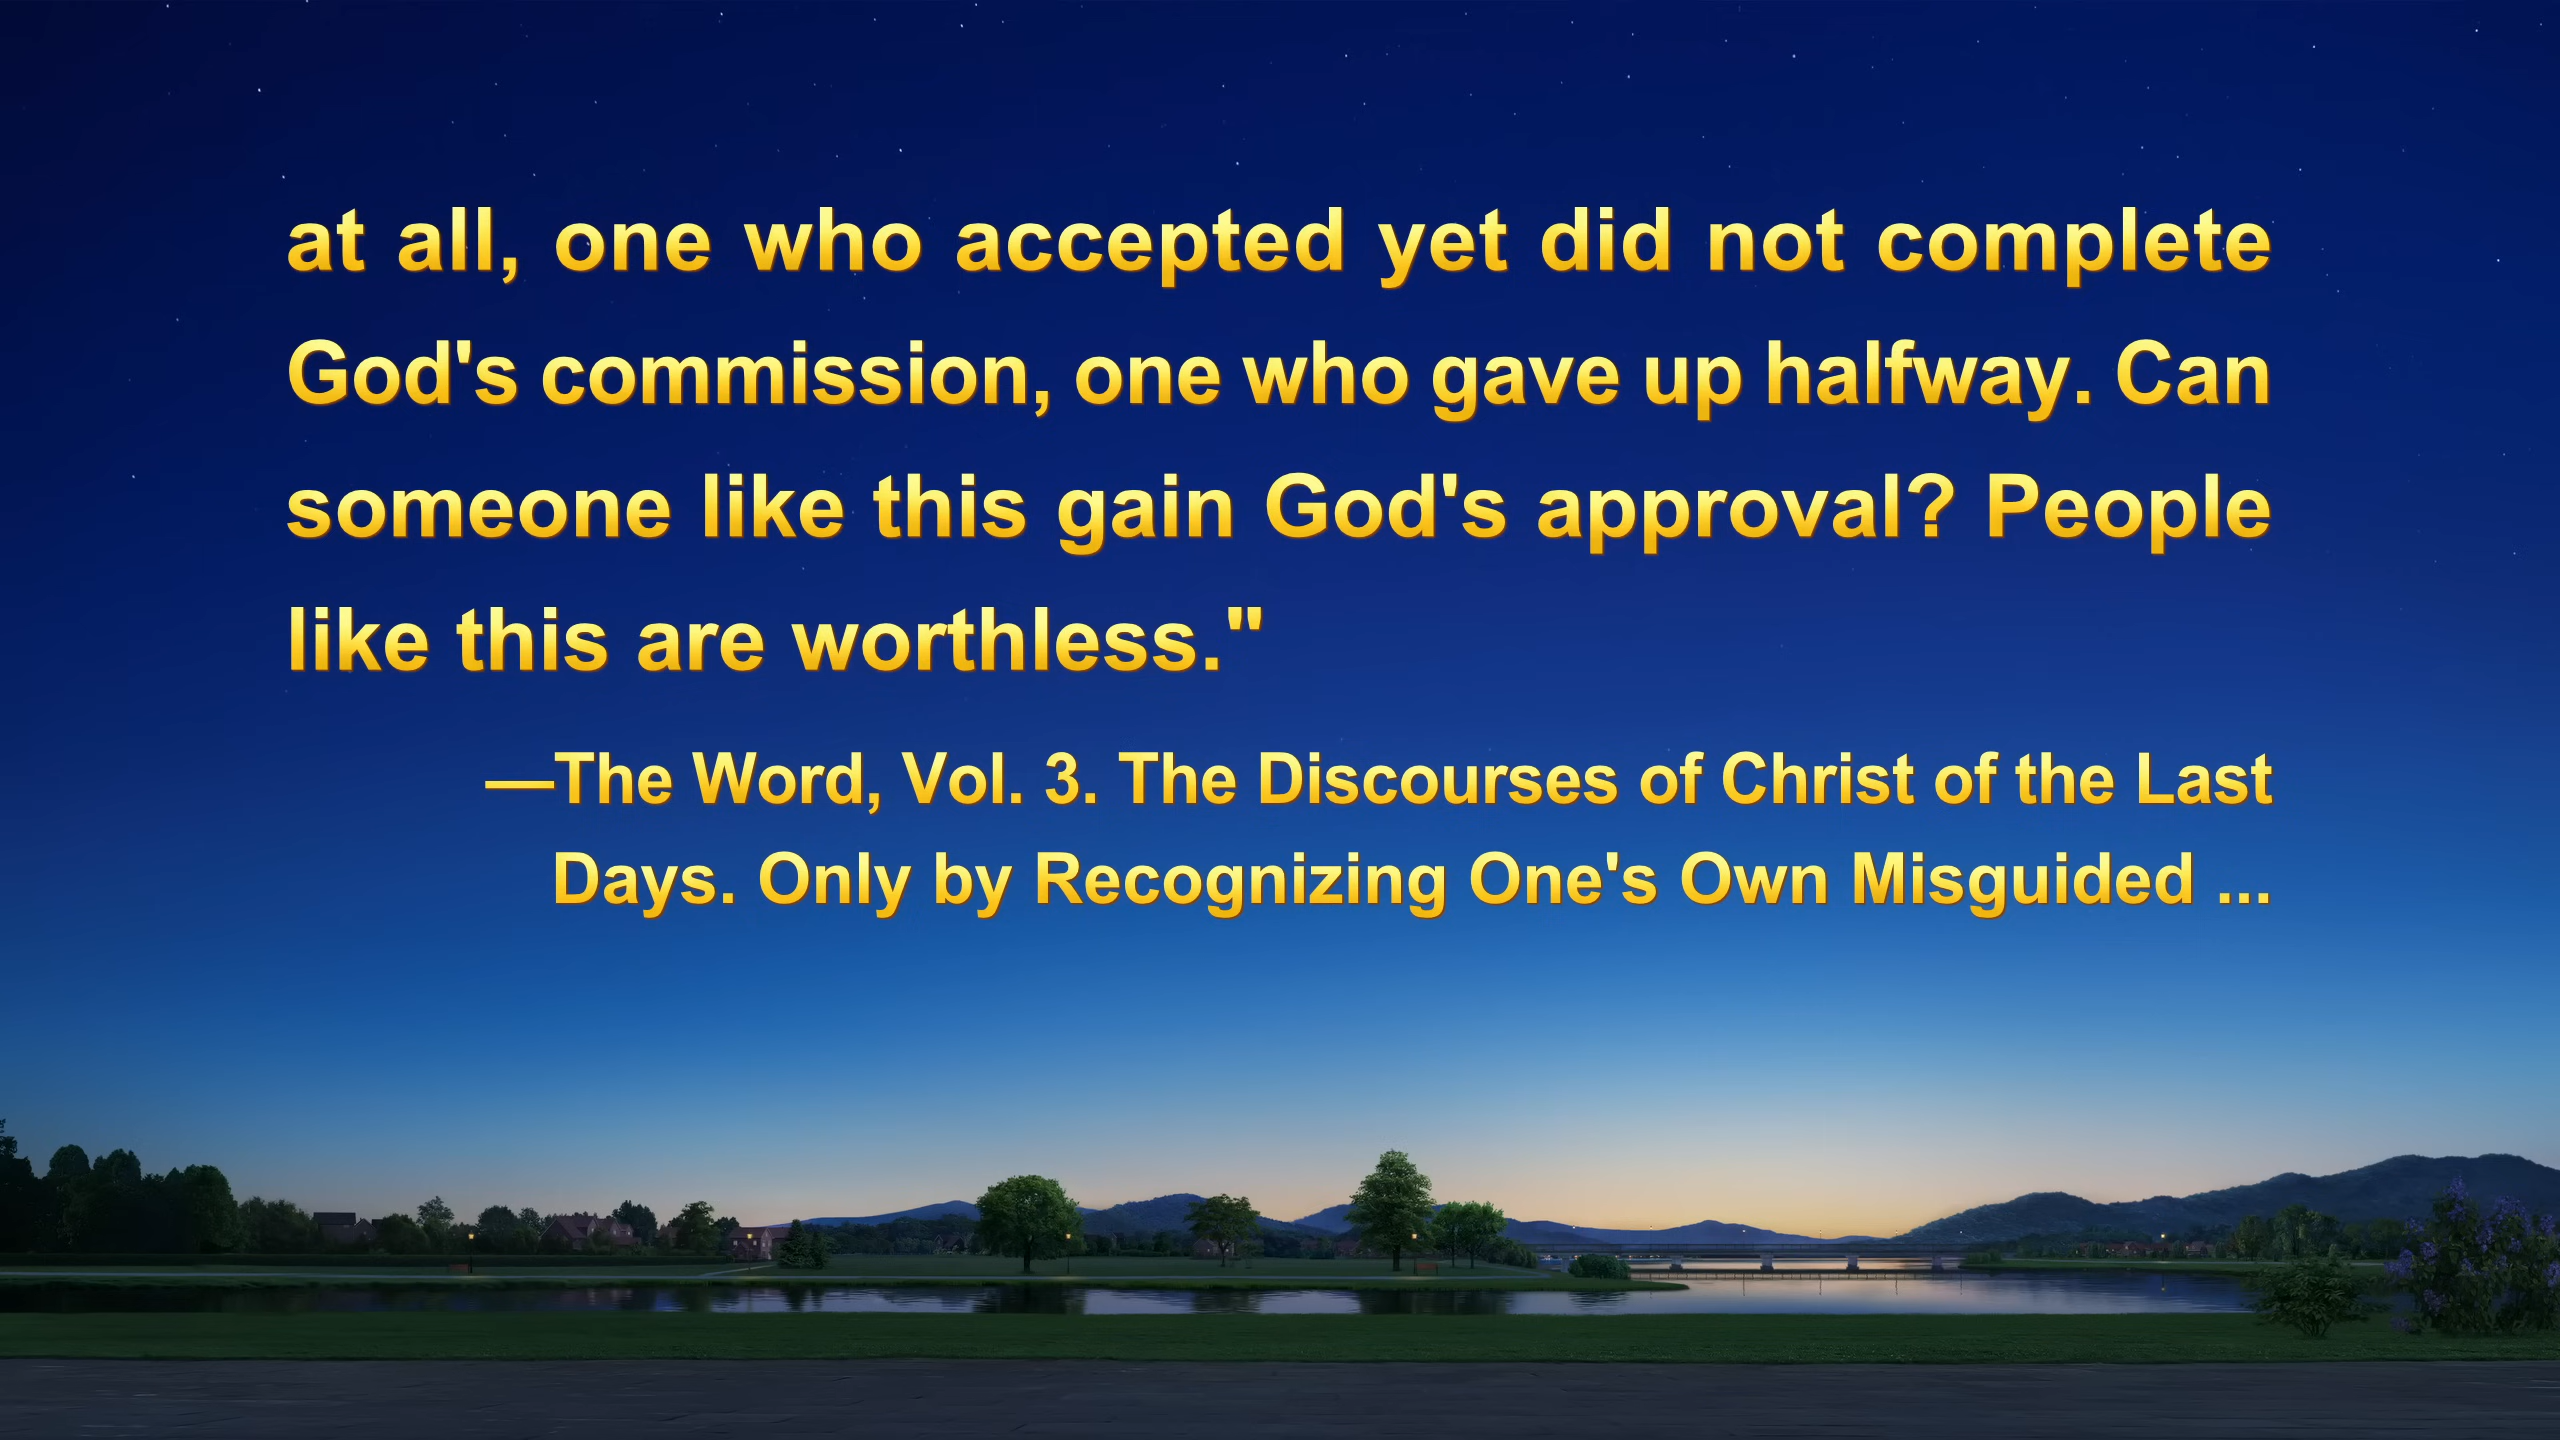 at all, one who accepted yet did not complete
God's commission, one who gave up halfway. Can
someone like this gain God's approval? People
like this are worthless."
—The Word, Vol. 3. The Discourses of Christ of the Last
Days. Only by Recognizing One's Own Misguided ...